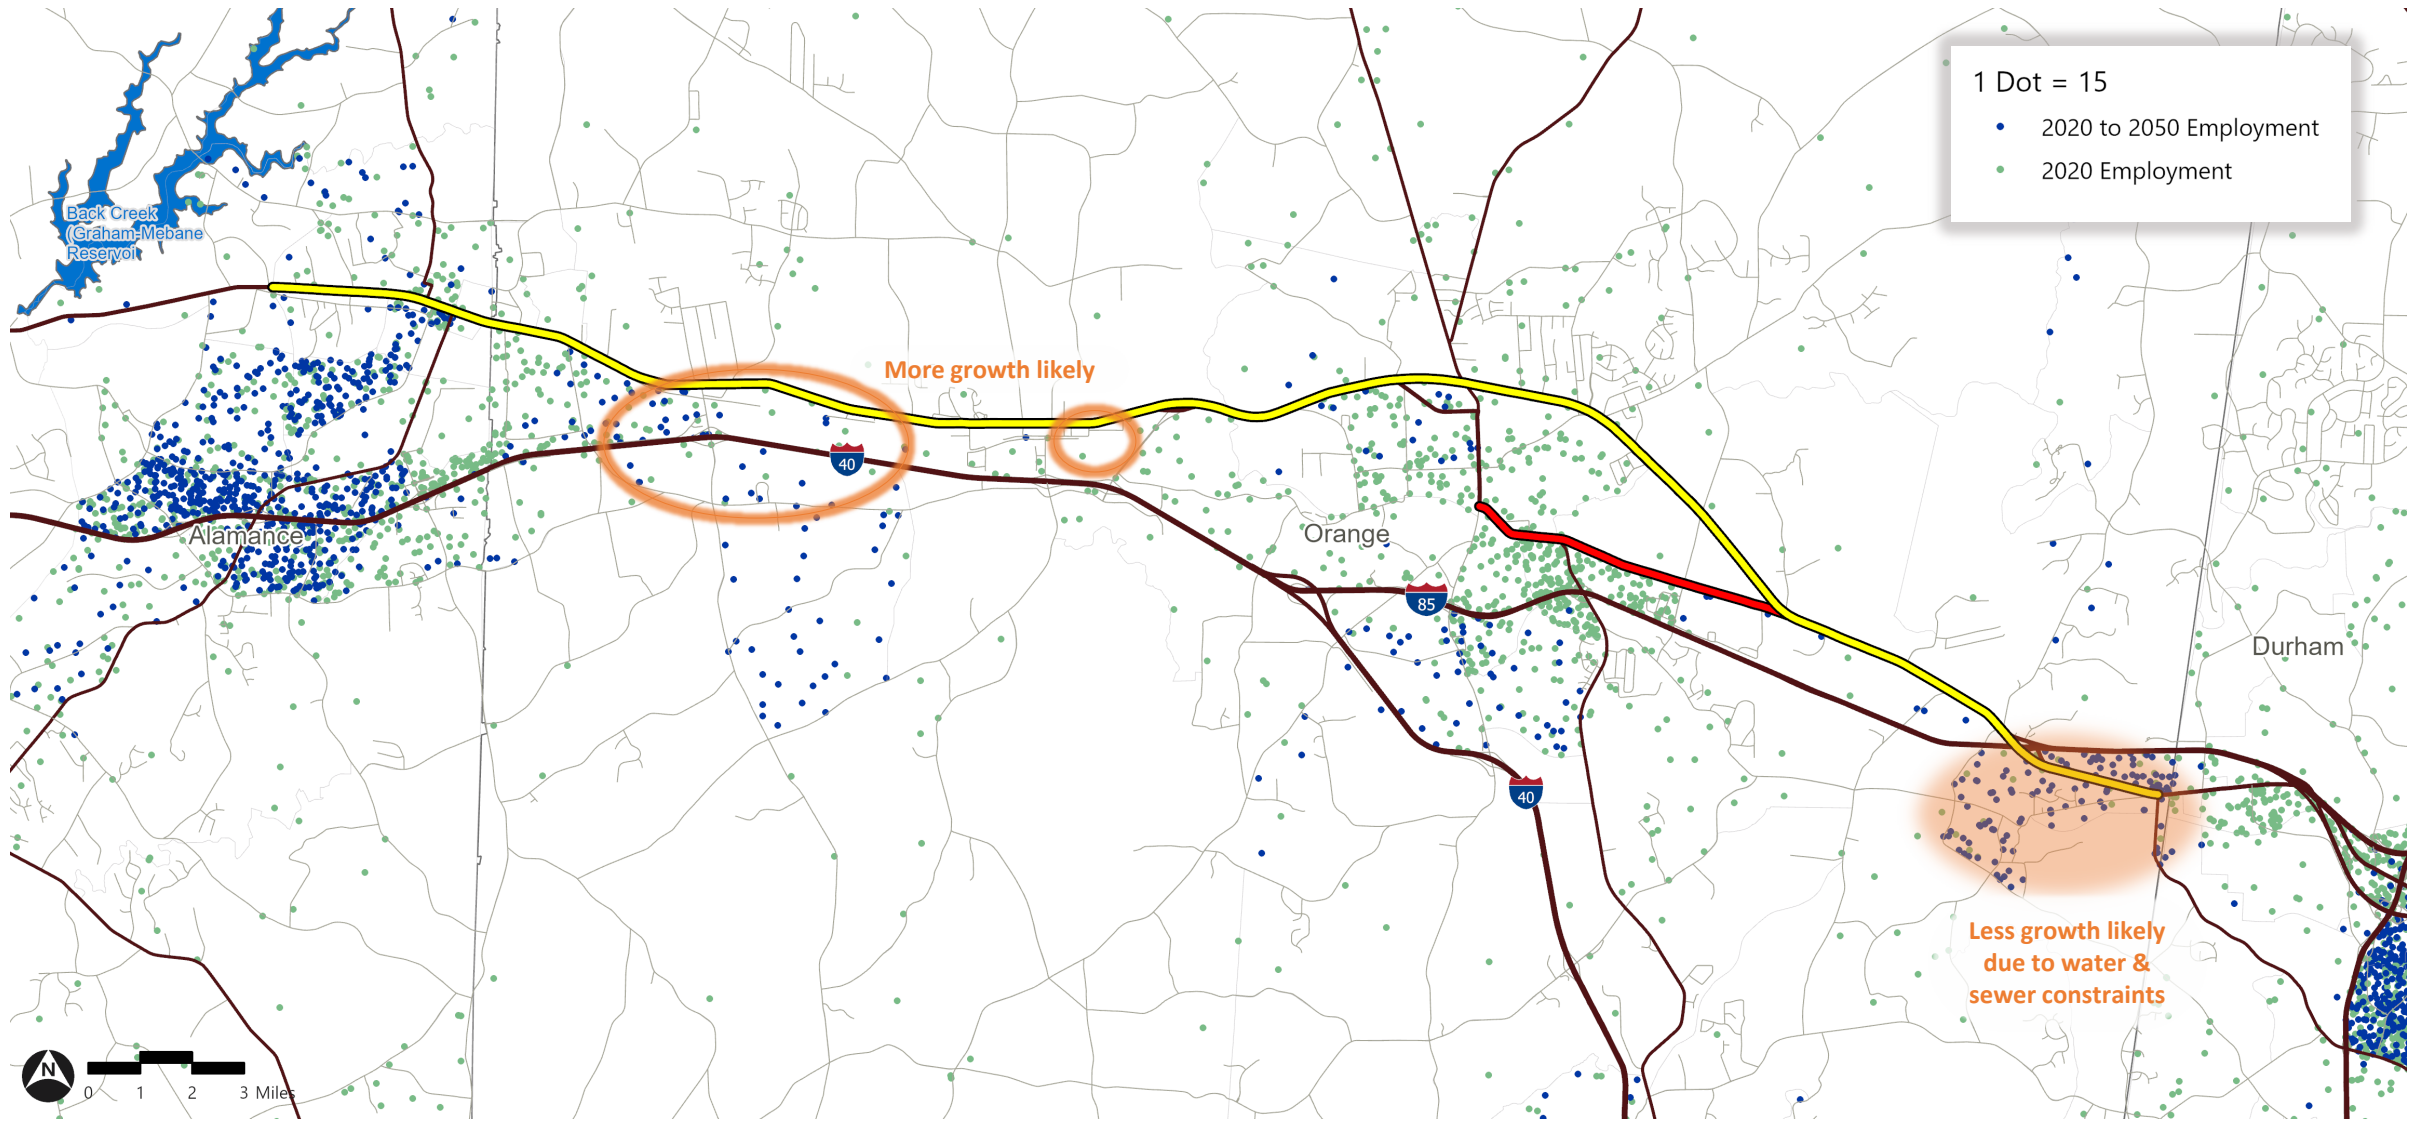 1 Dot = 15
2020 to 2050 Employment
2020 Employment
Back Creek
(Graham-Mebane
Reservoi
More growth likely
40
Alamance
Orange
85
Durham
40
Less growth likely
due to water &
sewer constraints
N
0 1 2 3 Miles